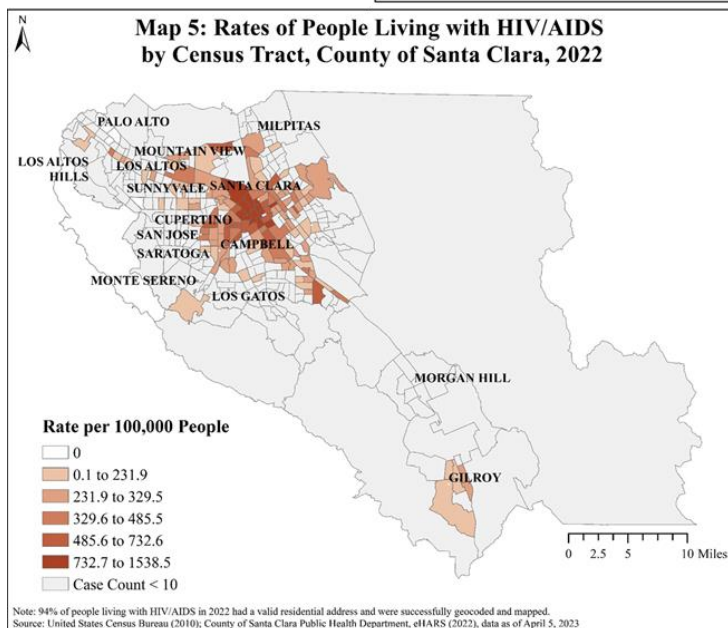 Map 5: Rates of People Living with HIV/AIDS
by Census Tract, County of Santa Clara, 2022
N
PALO ALTO
MILPITAS
MOUNTAIN VIEW
LOS ALTOS
HILLS
LOS ALTOS
SUNNYVALE
SANTA CLARA
CUPERTINO
SAN JOSE
CAMPBELL
SARATOGA
MONTE SERENO
LOS GATOS
MORGAN HILL
GILROY
Rate per 100,000 People
0
0.1 to 231.9
231.9 to 329.5
329.6 to 485.5
485.6 to 732.6
732.7 to 1538.5
Case Count < 10
0 2.5 5 10 Miles
Note: 94% of people living with HIV/AIDS in 2022 had a valid residential address and were successfully geocoded and mapped.
Source: United States Census Bureau (2010); County of Santa Clara Public Health Department, eHARS (2022), data as of April 5, 2023